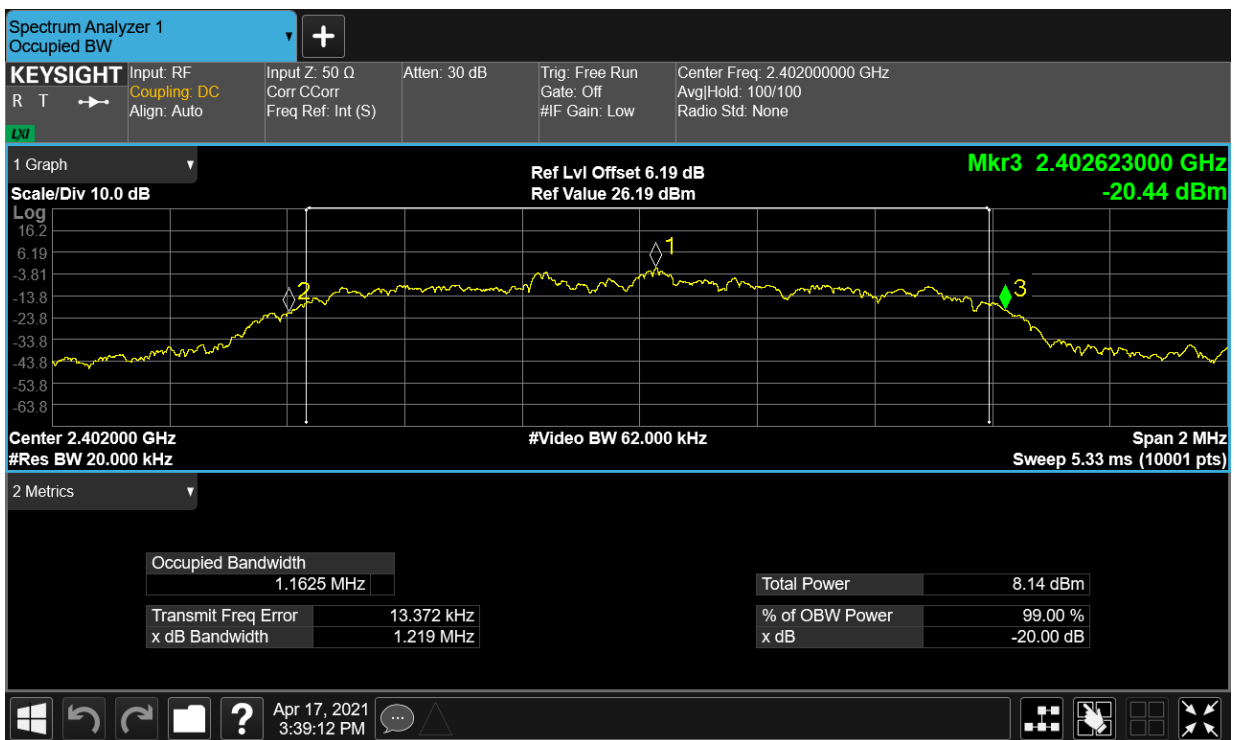 Spectrum Analyzer 1
Occupied BW
KEYSIGHT
R T
LXI
Input: RF
Coupling: DC
Align: Auto
Input Z: 50 Ω
Corr CCorr
Freq Ref: Int (S)
Atten: 30 dB
Trig: Free Run
Gate: Off
#IF Gain: Low
Center Freq: 2.402000000 GHz
Avg|Hold: 100/100
Radio Std: None
1 Graph
Scale/Div 10.0 dB
Ref Lvl Offset 6.19 dB
Ref Value 26.19 dBm
Mkr3 2.402623000 GHz
-20.44 dBm
Log
16.2
6.19
-3.81
-13.8
-23.8
-33.8
-43.8
-53.8
-63.8
1
2
3
Center 2.402000 GHz
#Video BW 62.000 kHz
Span 2 MHz
#Res BW 20.000 kHz
Sweep 5.33 ms (10001 pts)
2 Metrics
Occupied Bandwidth
1.1625 MHz
Total Power 8.14 dBm
Transmit Freq Error 13.372 kHz
% of OBW Power 99.00 %
x dB Bandwidth 1.219 MHz
x dB -20.00 dB
?
Apr 17, 2021
3:39:12 PM